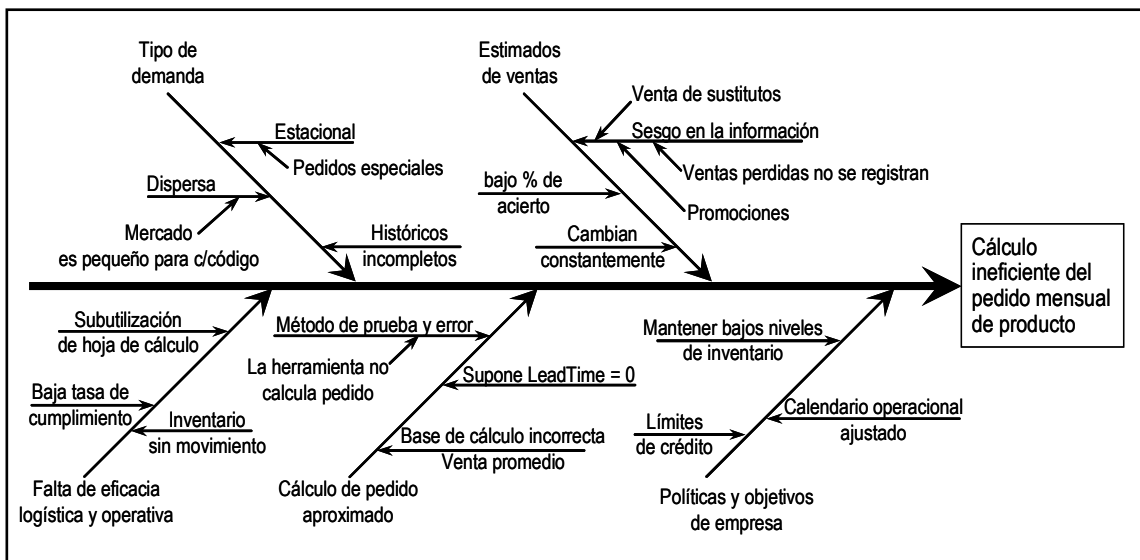 Tipo de
demanda
Estacional
Pedidos especiales
Dispersa
Mercado
es pequeño para c/código
Históricos
incompletos
Estimados
de ventas
Venta de sustitutos
Sesgo en la información
Ventas perdidas no se registran
Promociones
bajo % de
acierto
Cambian
constantemente
Cálculo
ineficiente del
pedido mensual
de producto
Subutilización
de hoja de cálculo
Baja tasa de
cumplimiento
Inventario
sin movimiento
Falta de eficacia
logística y operativa
Método de prueba y error
La herramienta no
calcula pedido
Supone LeadTime = 0
Base de cálculo incorrecta
Venta promedio
Cálculo de pedido
aproximado
Mantener bajos niveles
de inventario
Calendario operacional
ajustado
Límites
de crédito
Políticas y objetivos
de empresa